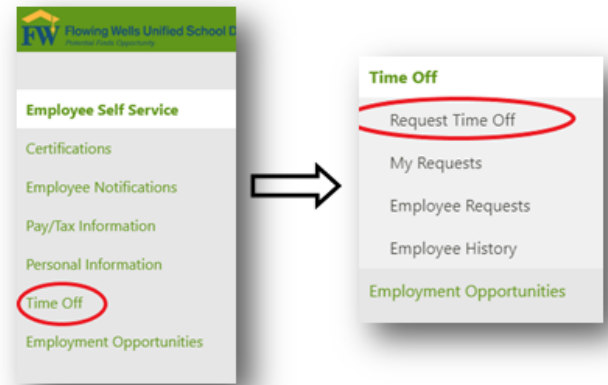 FW Flowing Wells Unified School D
Potential Finds Opportunity
Employee Self Service
Certifications
Employee Notifications
Pay/Tax Information
Personal Information
Time Off
Employment Opportunities
Time Off
Request Time Off
My Requests
Employee Requests
Employee History
Employment Opportunities